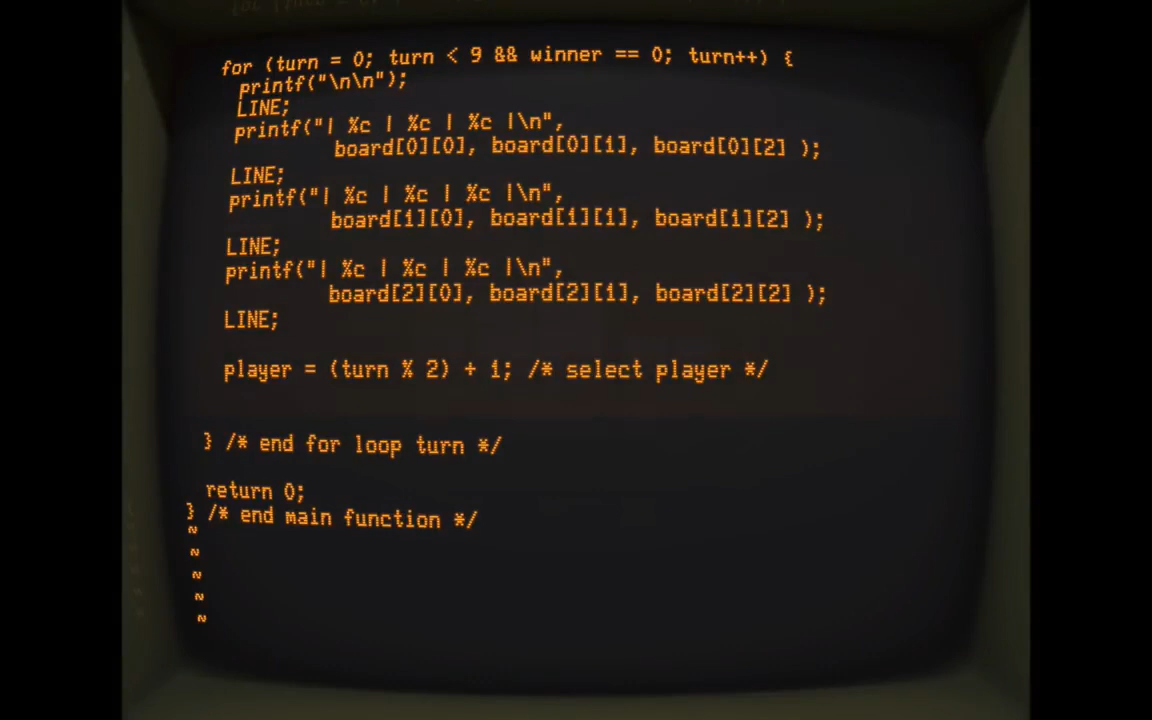 for (turn = 0; turn < 9 && winner == 0; turn++) {
printf("\n\n");
LINE;
printf("| %c | %c | %c |\n",
board[0][0], board[0][1], board[0][2] );
LINE;
printf("| %c | %c | %c |\n",
board[1][0], board[1][1], board[1][2] );
LINE;
printf("| %c | %c | %c |\n",
board[2][0], board[2][1], board[2][2] );
LINE;
player = (turn % 2) + 1; /* select player */
} /* end for loop turn */
return 0;
} /* end main function */
~
~
~
~
~